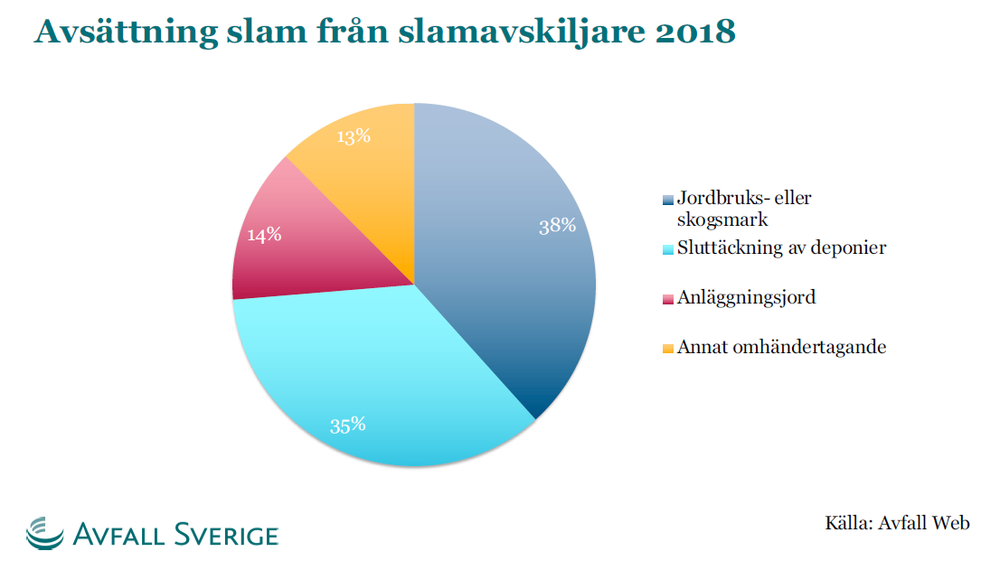 Avsättning slam från slamavskiljare 2018
13%
38%
14%
35%
Jordbruks- eller
skogsmark
Sluttäckning av deponier
Anläggningsjord
Annat omhändertagande
AVFALL SVERIGE
Källa: Avfall Web